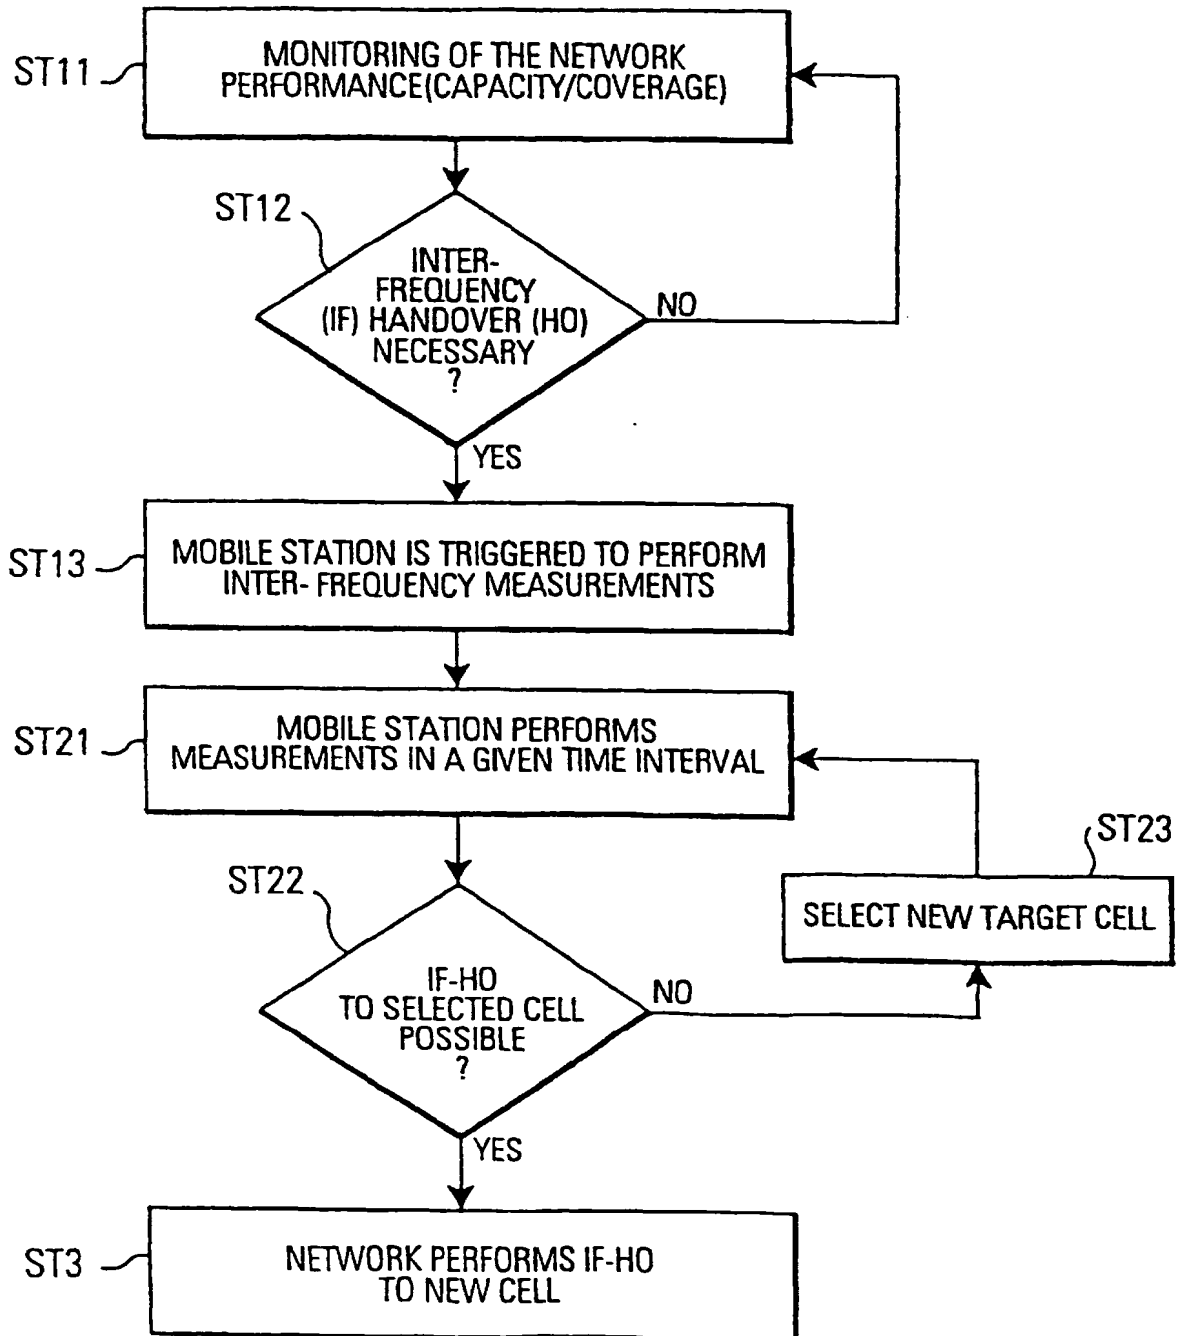 ST11
MONITORING OF THE NETWORK
PERFORMANCE(CAPACITY/COVERAGE)
ST12
INTER-
FREQUENCY
(IF) HANDOVER (HO)
NECESSARY
?
NO
YES
ST13
MOBILE STATION IS TRIGGERED TO PERFORM
INTER- FREQUENCY MEASUREMENTS
ST21
MOBILE STATION PERFORMS
MEASUREMENTS IN A GIVEN TIME INTERVAL
ST23
SELECT NEW TARGET CELL
ST22
IF-HO
TO SELECTED CELL
POSSIBLE
?
NO
YES
ST3
NETWORK PERFORMS IF-HO
TO NEW CELL